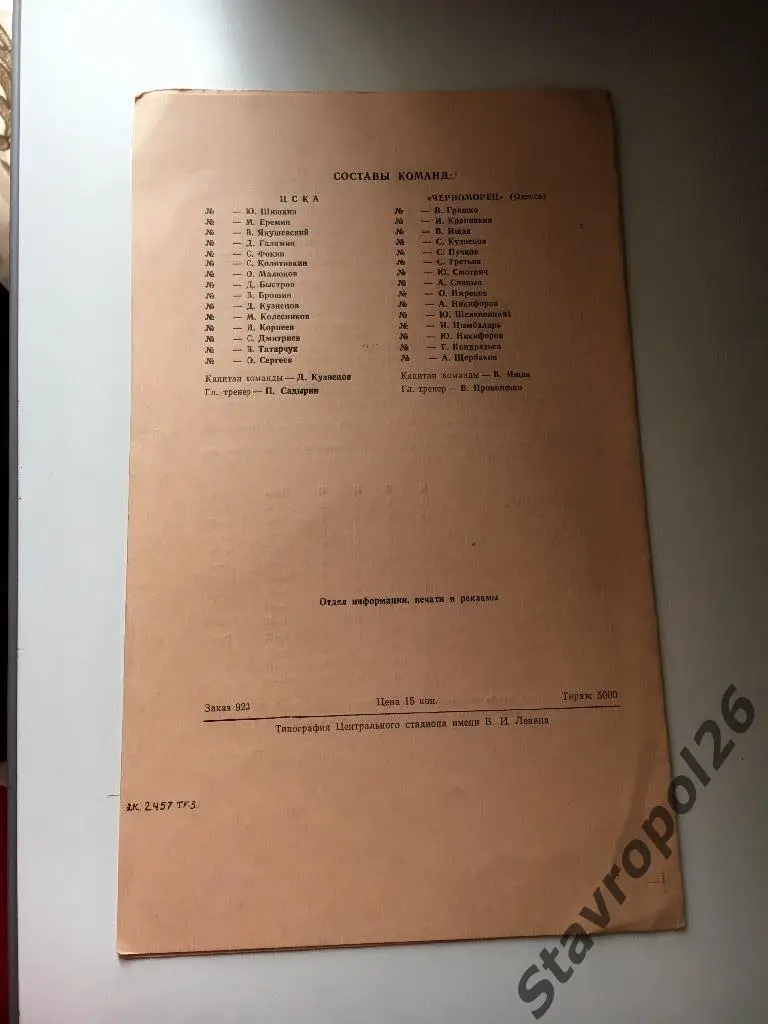 СОСТАВЫ КОМАНД:
ЦСКА
№ — Ю. Шишкин
№ — М. Еремин
№ — В. Янушевский
№ — Д. Галямин
№ — С. Фокин
№ — С. Колотовкин
№ — О. Малюков
№ — Д. Быстров
№ — В. Брошин
№ — Д. Кузнецов
№ — М. Колесников
№ — И. Корнеев
№ — С. Дмитриев
№ — В. Татарчук
№ — О. Сергеев
Капитан команды — Д. Кузнецов
Гл. тренер — П. Садырин
«ЧЕРНОМОРЕЦ» (Одесса)
№ — В. Гришко
№ — И. Крапивкин
№ — В. Ищак
№ — С. Кузнецов
№ — С. Пучков
№ — С. Третьяк
№ — Ю. Смотрич
№ — А. Спицын
№ — О. Имреков
№ — А. Никифоров
№ — Ю. Шелепницкий
№ — И. Цымбаларь
№ — Ю. Никифоров
№ — Г. Кондратьев
№ — А. Щербаков
Капитан команды — В. Ищак
Гл. тренер — В. Прокопенко
Отдел информации, печати и рекламы
Заказ 923 Цена 15 коп. Тираж 5000
Типография Центрального стадиона имени В. И. Ленина
2457
Stavropol26